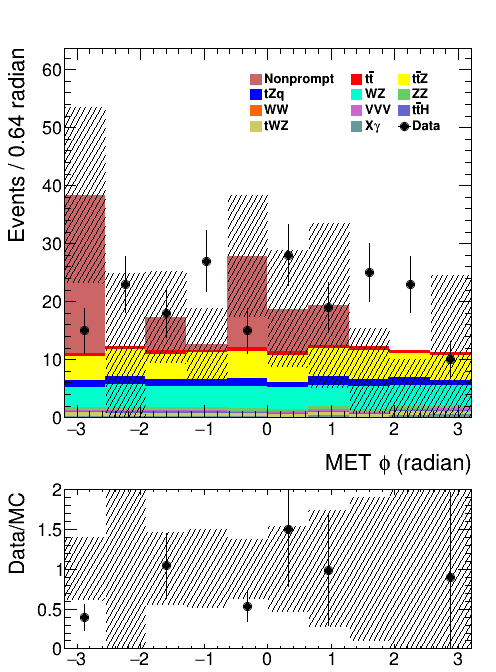 Events / 0.64 radian
60
50
40
30
20
10
0
Nonprompt
tt̄
tt̄Z
tZq
WZ
ZZ
WW
VVV
tt̄H
tWZ
Xγ
Data
−3 −2 −1 0 1 2 3
MET ϕ (radian)
Data/MC
2
1.5
1
0.5
0
−3 −2 −1 0 1 2 3